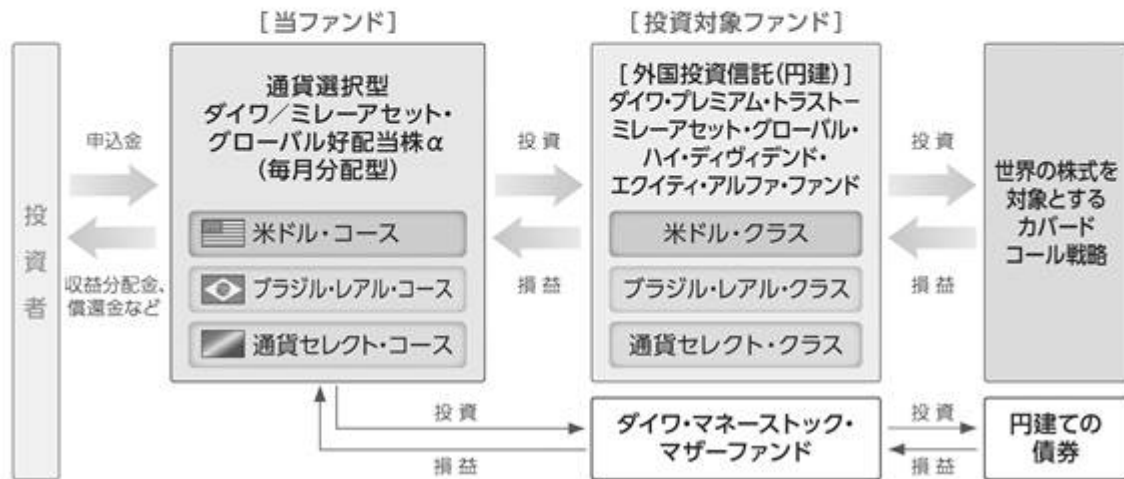 [当ファンド]
[投資対象ファンド]
投資者
申込金
収益分配金、
償還金など
通貨選択型
ダイワ／ミレーアセット・
グローバル好配当株α
(毎月分配型)
米ドル・コース
ブラジル・レアル・コース
通貨セレクト・コース
投資
損益
[外国投資信託(円建)]
ダイワ・プレミアム・トラスト－
ミレーアセット・グローバル・
ハイ・ディヴィデンド・
エクイティ・アルファ・ファンド
米ドル・クラス
ブラジル・レアル・クラス
通貨セレクト・クラス
投資
損益
世界の株式を
対象とする
カバード
コール戦略
投資
損益
ダイワ・マネーストック・
マザーファンド
投資
損益
円建ての
債券